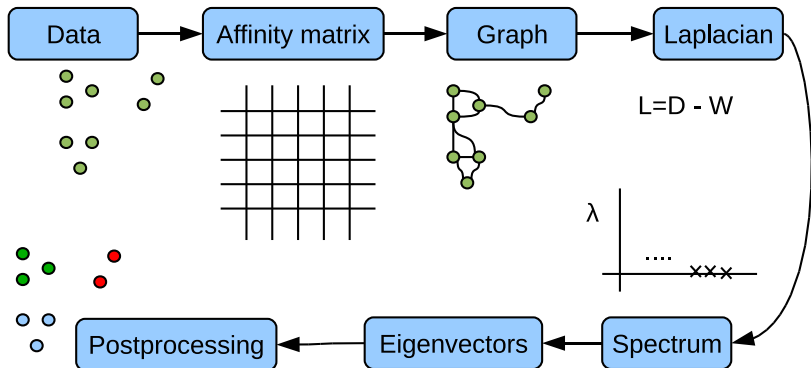 Data
Affinity matrix
Graph
Laplacian
L=D - W
λ
Spectrum
Eigenvectors
Postprocessing